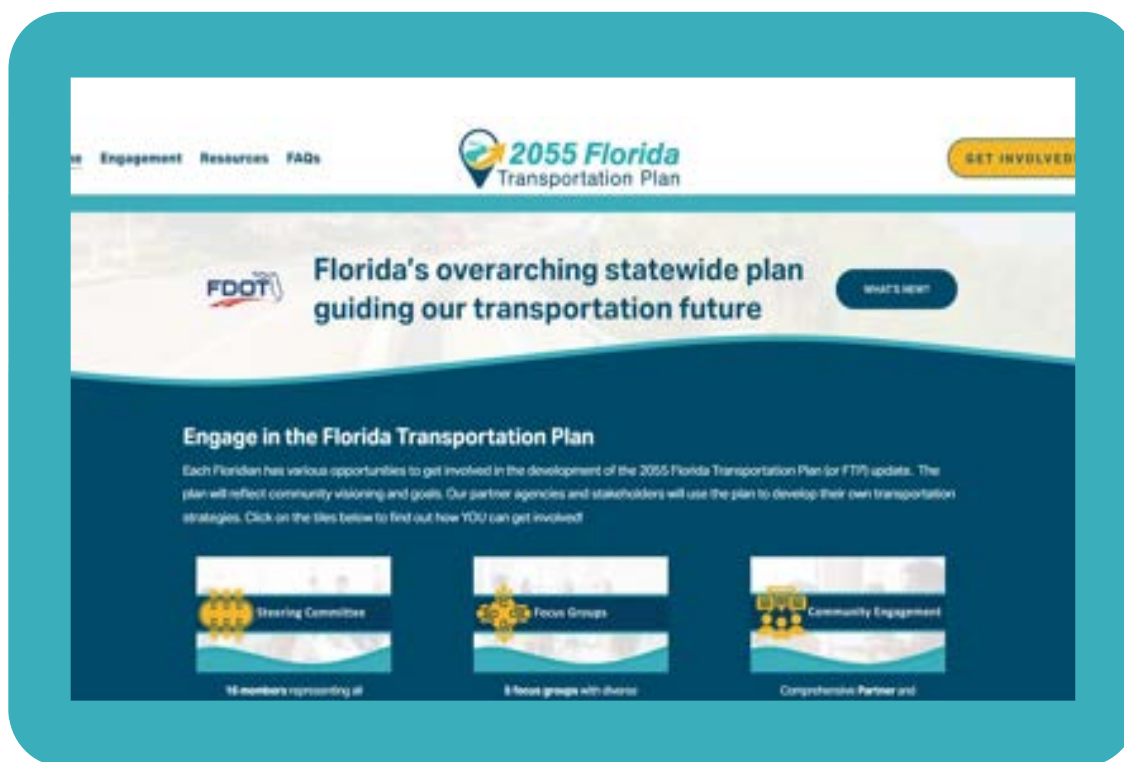 Engagement Resources FAQs
2055 Florida
Transportation Plan
GET INVOLVED!
FDOT
Florida's overarching statewide plan
guiding our transportation future
WHAT'S NEW?
Engage in the Florida Transportation Plan
Each Floridian has various opportunities to get involved in the development of the 2055 Florida Transportation Plan (or FTP) update. The
plan will reflect community visioning and goals. Our partner agencies and stakeholders will use the plan to develop their own transportation
strategies. Click on the tiles below to find out how YOU can get involved!
Steering Committee
Focus Groups
Community Engagement
16 members representing all
5 focus groups with diverse
Comprehensive Partner and